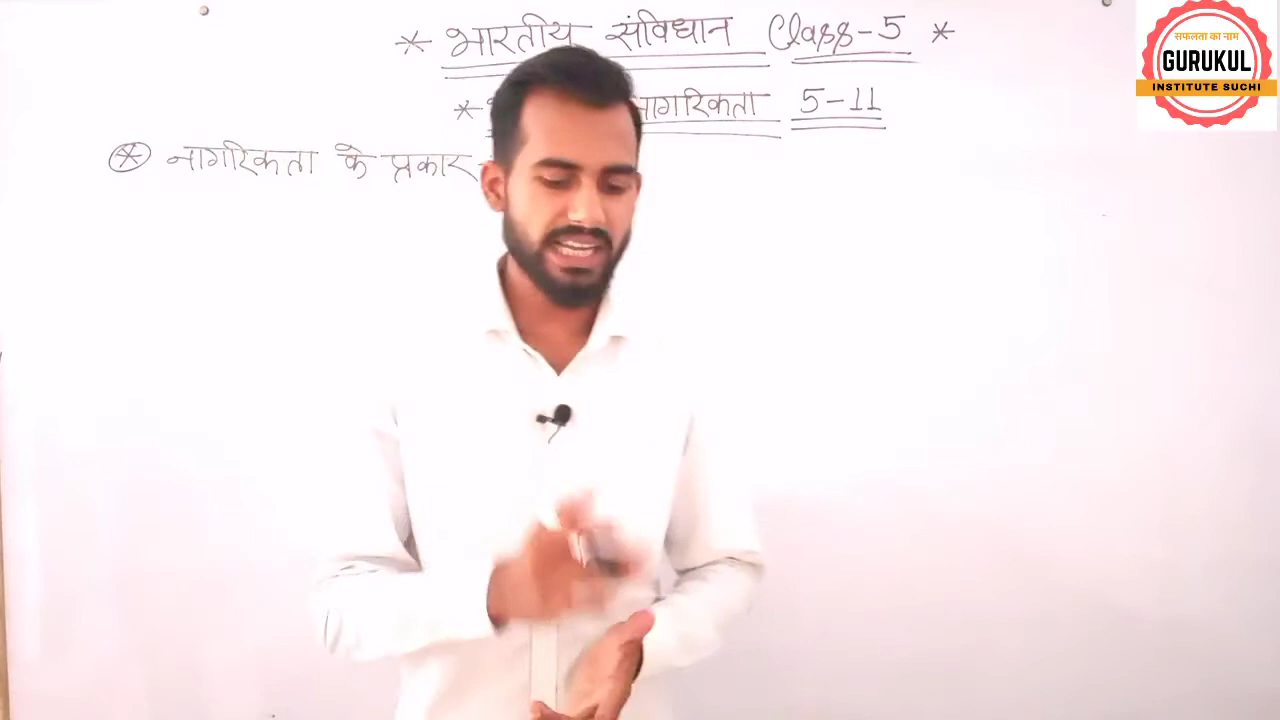 * भारतीय संविधान Class-5 *
* नागरिकता 5-11
* नागरिकता के प्रकार
सफलता का नाम
GURUKUL
INSTITUTE SUCHI